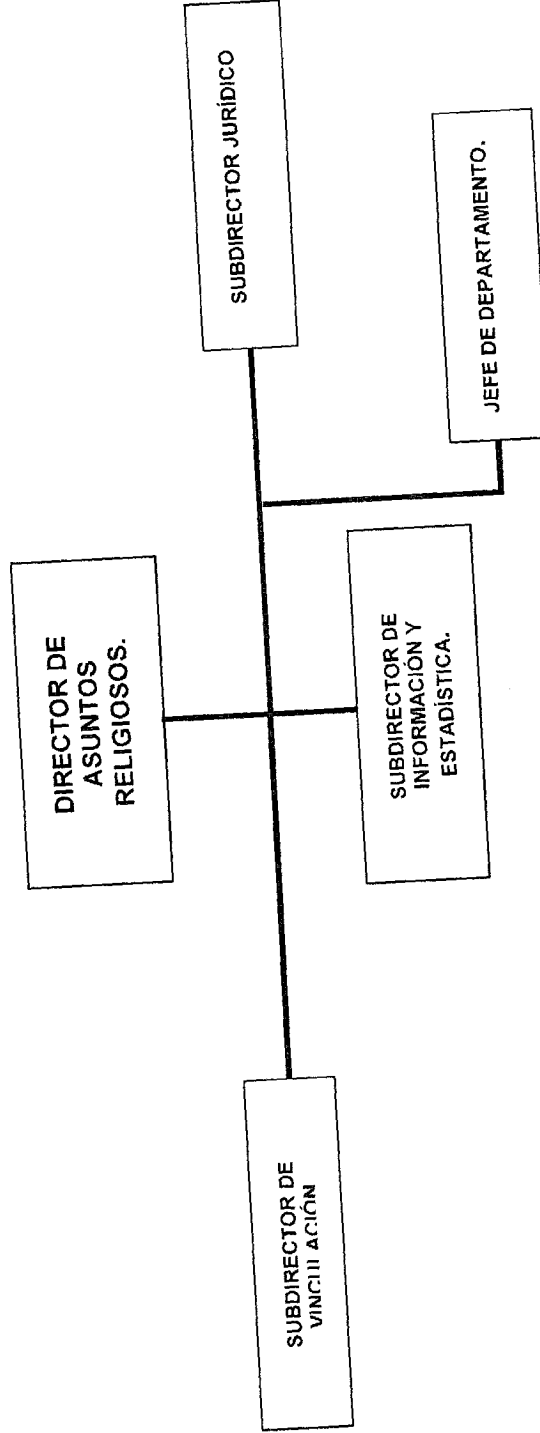 DIRECTOR DE
ASUNTOS
RELIGIOSOS.
SUBDIRECTOR DE
VINCULACIÓN
SUBDIRECTOR DE
INFORMACIÓN Y
ESTADÍSTICA.
SUBDIRECTOR JURÍDICO
JEFE DE DEPARTAMENTO.